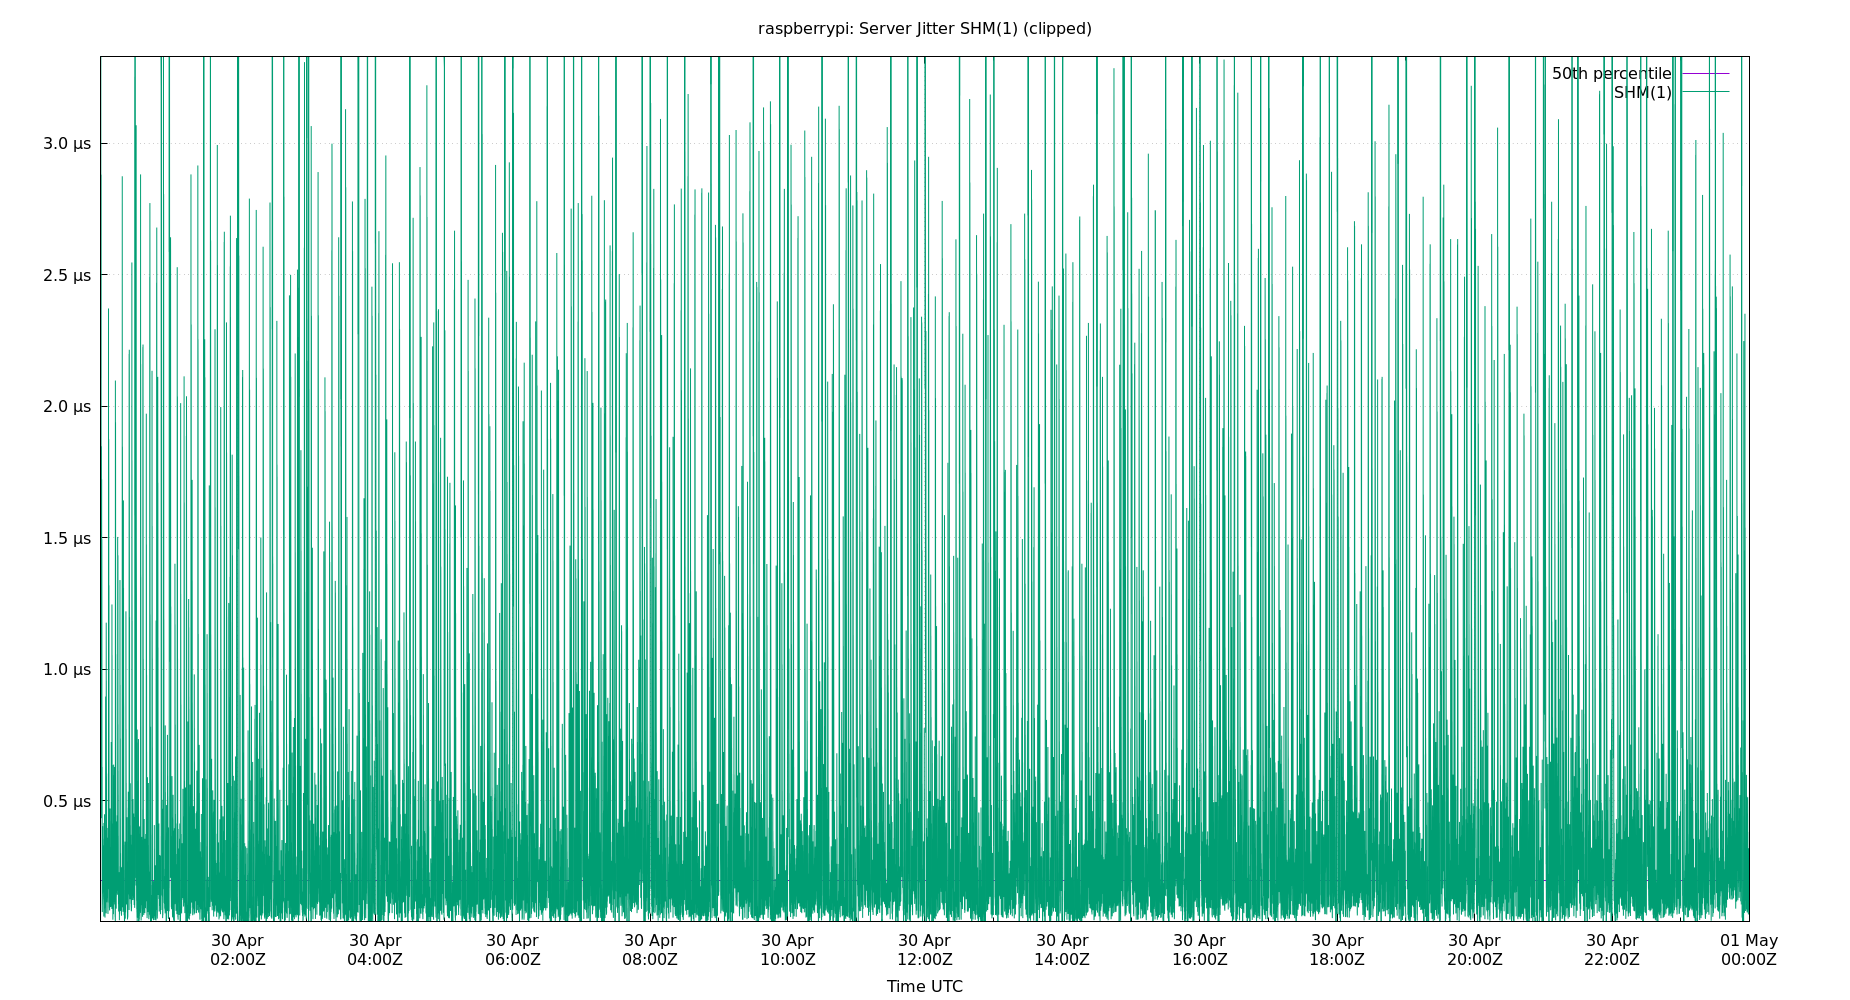 raspberrypi: Server Jitter SHM(1) (clipped)
50th percentile
SHM(1)
3.0 µs
2.5 µs
2.0 µs
1.5 µs
1.0 µs
0.5 µs
30 Apr 30 Apr 30 Apr 30 Apr 30 Apr 30 Apr 30 Apr 30 Apr 30 Apr 30 Apr 30 Apr 01 May
02:00Z 04:00Z 06:00Z 08:00Z 10:00Z 12:00Z 14:00Z 16:00Z 18:00Z 20:00Z 22:00Z 00:00Z
Time UTC